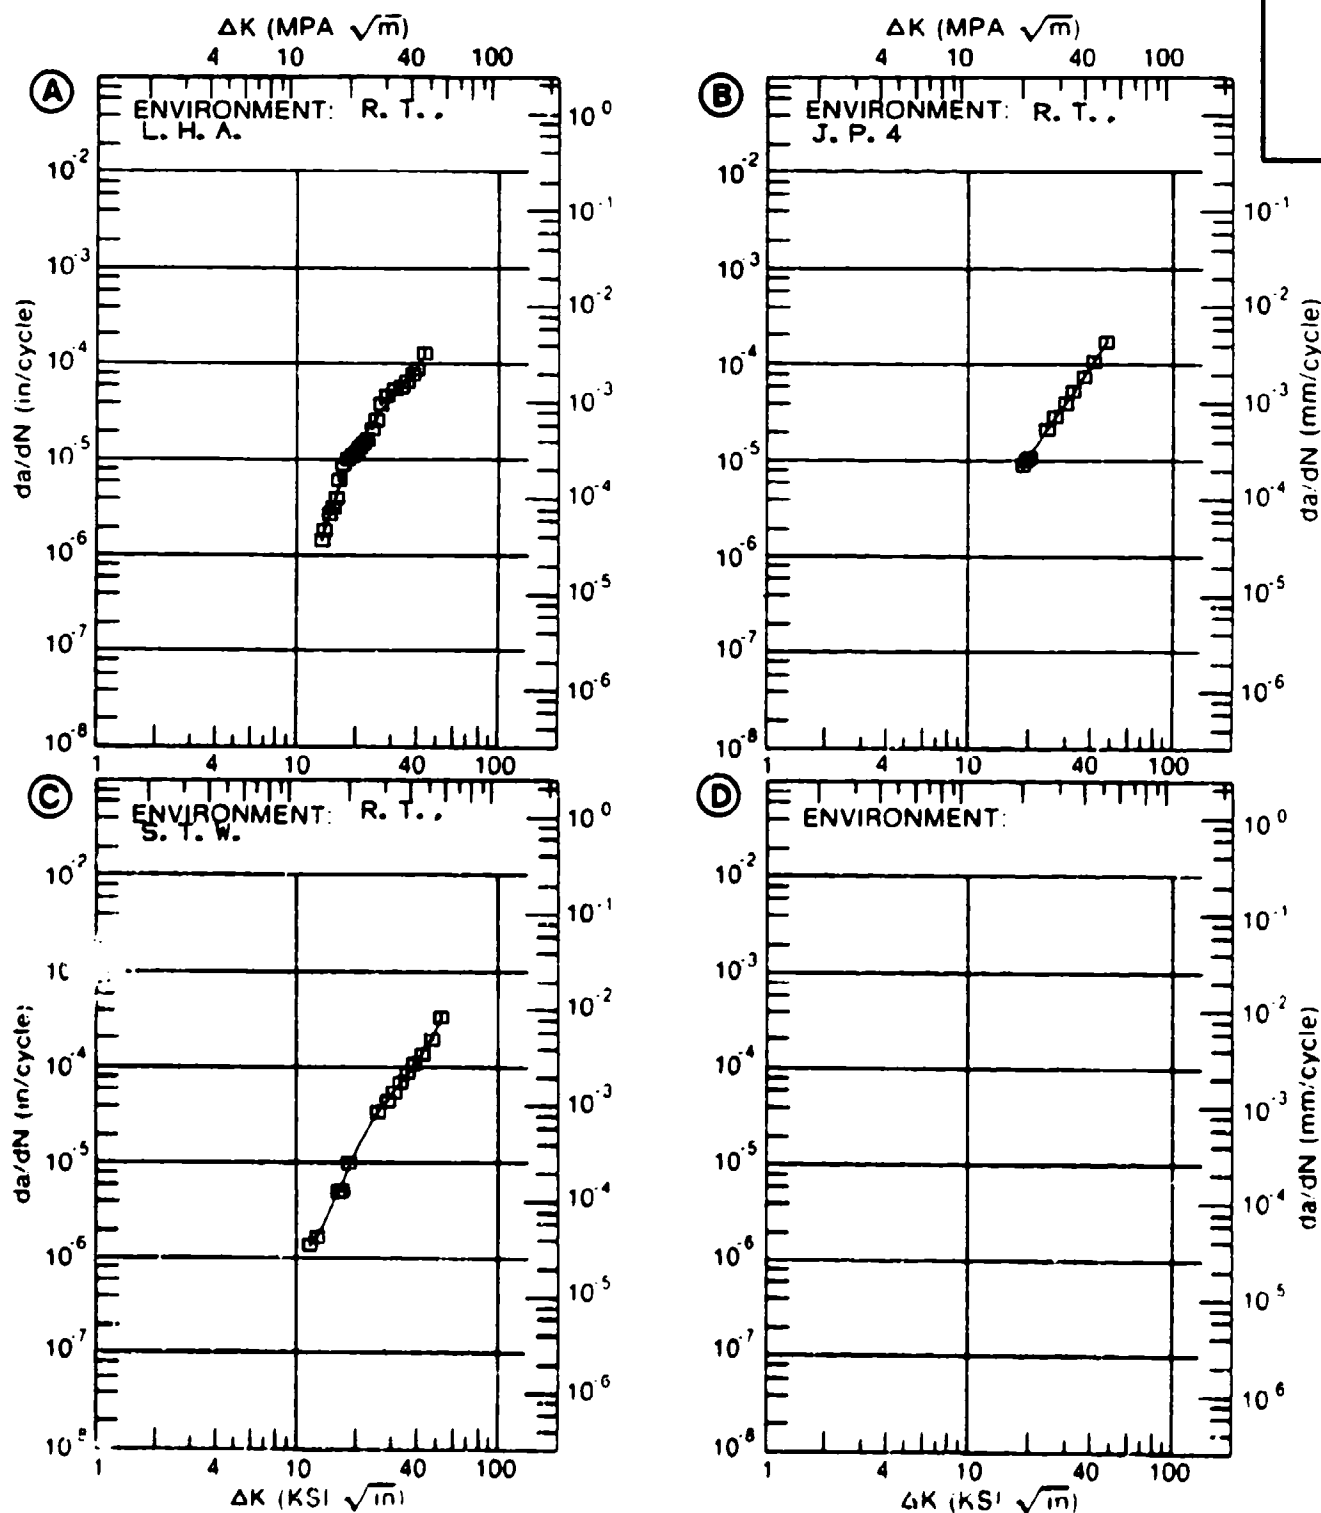 ΔK (MPA √m)
4 10 40 100
ΔK (MPA √m)
4 10 40 100
A
ENVIRONMENT: R. T.,
L. H. A.
10⁻²
10⁻³
10⁻⁴
10⁻⁵
10⁻⁶
10⁻⁷
10⁻⁸
da/dN (in/cycle)
10⁰
10⁻¹
10⁻²
10⁻³
10⁻⁴
10⁻⁵
10⁻⁶
1 4 10 40 100
B
ENVIRONMENT: R. T.,
J. P. 4
10⁻²
10⁻³
10⁻⁴
10⁻⁵
10⁻⁶
10⁻⁷
10⁻⁸
10⁻¹
10⁻²
10⁻³
10⁻⁴
10⁻⁵
10⁻⁶
da/dN (mm/cycle)
1 4 10 40 100
C
ENVIRONMENT: R. T.,
S. T. W.
10⁻²
10⁻⁴
10⁻⁵
10⁻⁶
10⁻⁷
da/dN (in/cycle)
10⁰
10⁻¹
10⁻²
10⁻³
10⁻⁴
10⁻⁵
10⁻⁶
1 4 10 40 100
ΔK (KSI √in)
D
ENVIRONMENT:
10⁻²
10⁻³
10⁻⁴
10⁻⁵
10⁻⁶
10⁻⁷
10⁻⁸
10⁰
10⁻¹
10⁻²
10⁻³
10⁻⁴
10⁵
10⁶
da/dN (mm/cycle)
1 4 10 40 100
ΔK (KSI √in)